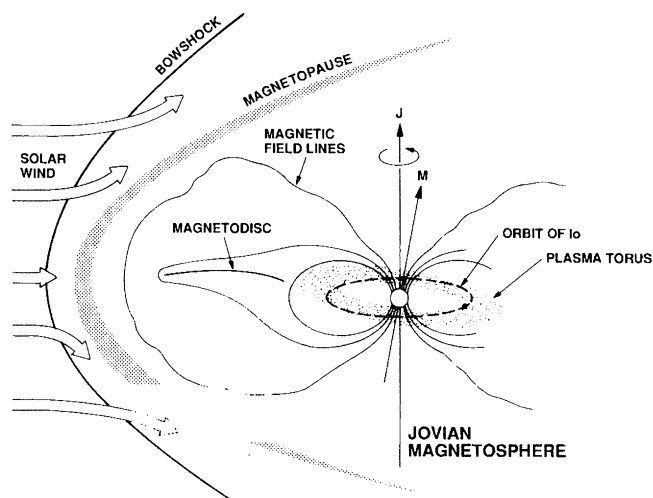 BOWSHOCK
MAGNETOPAUSE
J
MAGNETIC
FIELD LINES
SOLAR
WIND
M
MAGNETODISC
ORBIT OF Io
PLASMA TORUS
JOVIAN
MAGNETOSPHERE